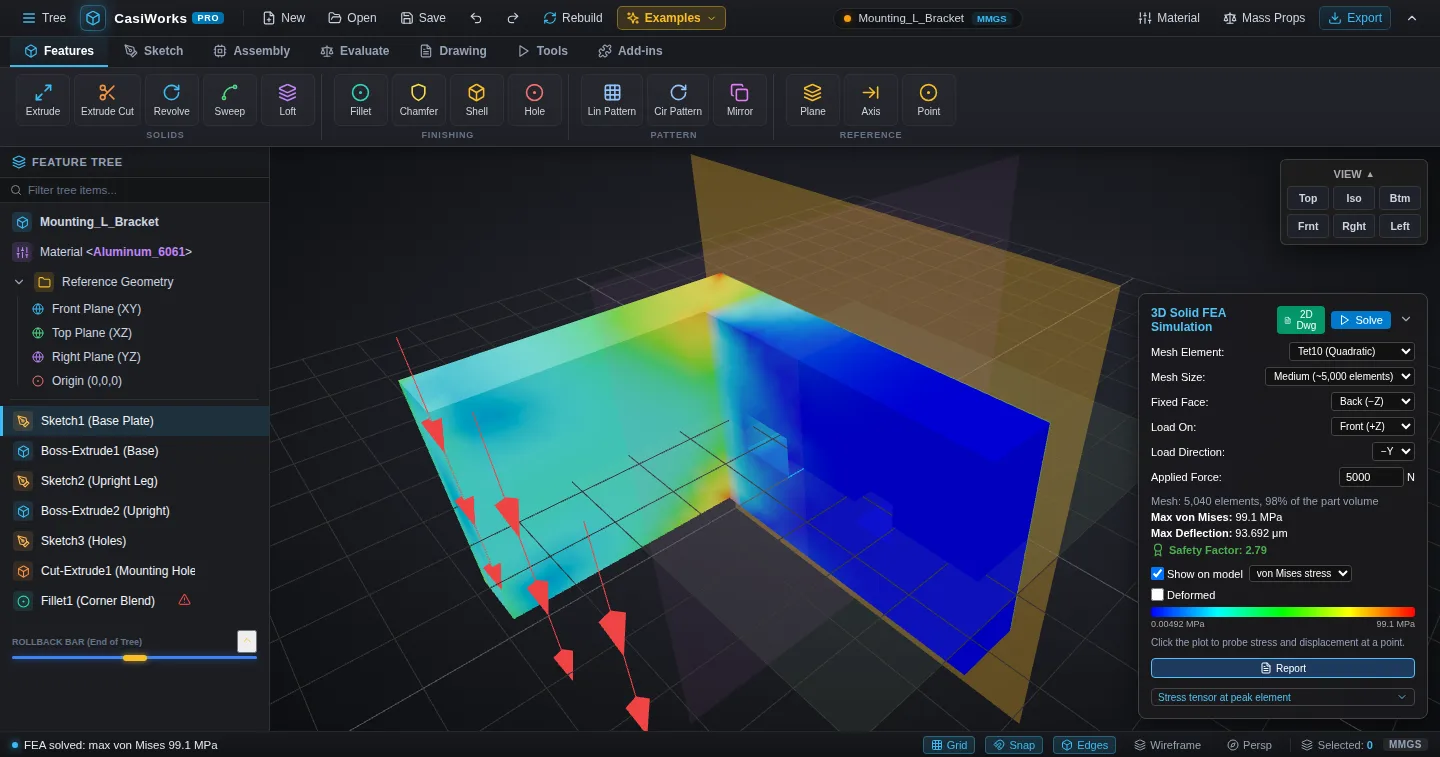 Tree
CasiWorks PRO
New
Open
Save
Rebuild
Examples
Mounting_L_Bracket MMGS
Material
Mass Props
Export
Features
Sketch
Assembly
Evaluate
Drawing
Tools
Add-ins
Extrude
Extrude Cut
Revolve
Sweep
Loft
Fillet
Chamfer
Shell
Hole
Lin Pattern
Cir Pattern
Mirror
Plane
Axis
Point
SOLIDS
FINISHING
PATTERN
REFERENCE
FEATURE TREE
Filter tree items...
Mounting_L_Bracket
Material <Aluminum_6061>
Reference Geometry
Front Plane (XY)
Top Plane (XZ)
Right Plane (YZ)
Origin (0,0,0)
Sketch1 (Base Plate)
Boss-Extrude1 (Base)
Sketch2 (Upright Leg)
Boss-Extrude2 (Upright)
Sketch3 (Holes)
Cut-Extrude1 (Mounting Hole
Fillet1 (Corner Blend)
ROLLBACK BAR (End of Tree)
VIEW ▲
Top
Iso
Btm
Frnt
Rght
Left
3D Solid FEA
Simulation
2D
Dwg
Solve
Mesh Element: Tet10 (Quadratic)
Mesh Size: Medium (~5,000 elements)
Fixed Face: Back (−Z)
Load On: Front (+Z)
Load Direction: −Y
Applied Force: 5000 N
Mesh: 5,040 elements, 98% of the part volume
Max von Mises: 99.1 MPa
Max Deflection: 93.692 µm
Safety Factor: 2.79
Show on model von Mises stress
Deformed
0.00492 MPa 99.1 MPa
Click the plot to probe stress and displacement at a point.
Report
Stress tensor at peak element
FEA solved: max von Mises 99.1 MPa
Grid
Snap
Edges
Wireframe
Persp
Selected: 0
MMGS